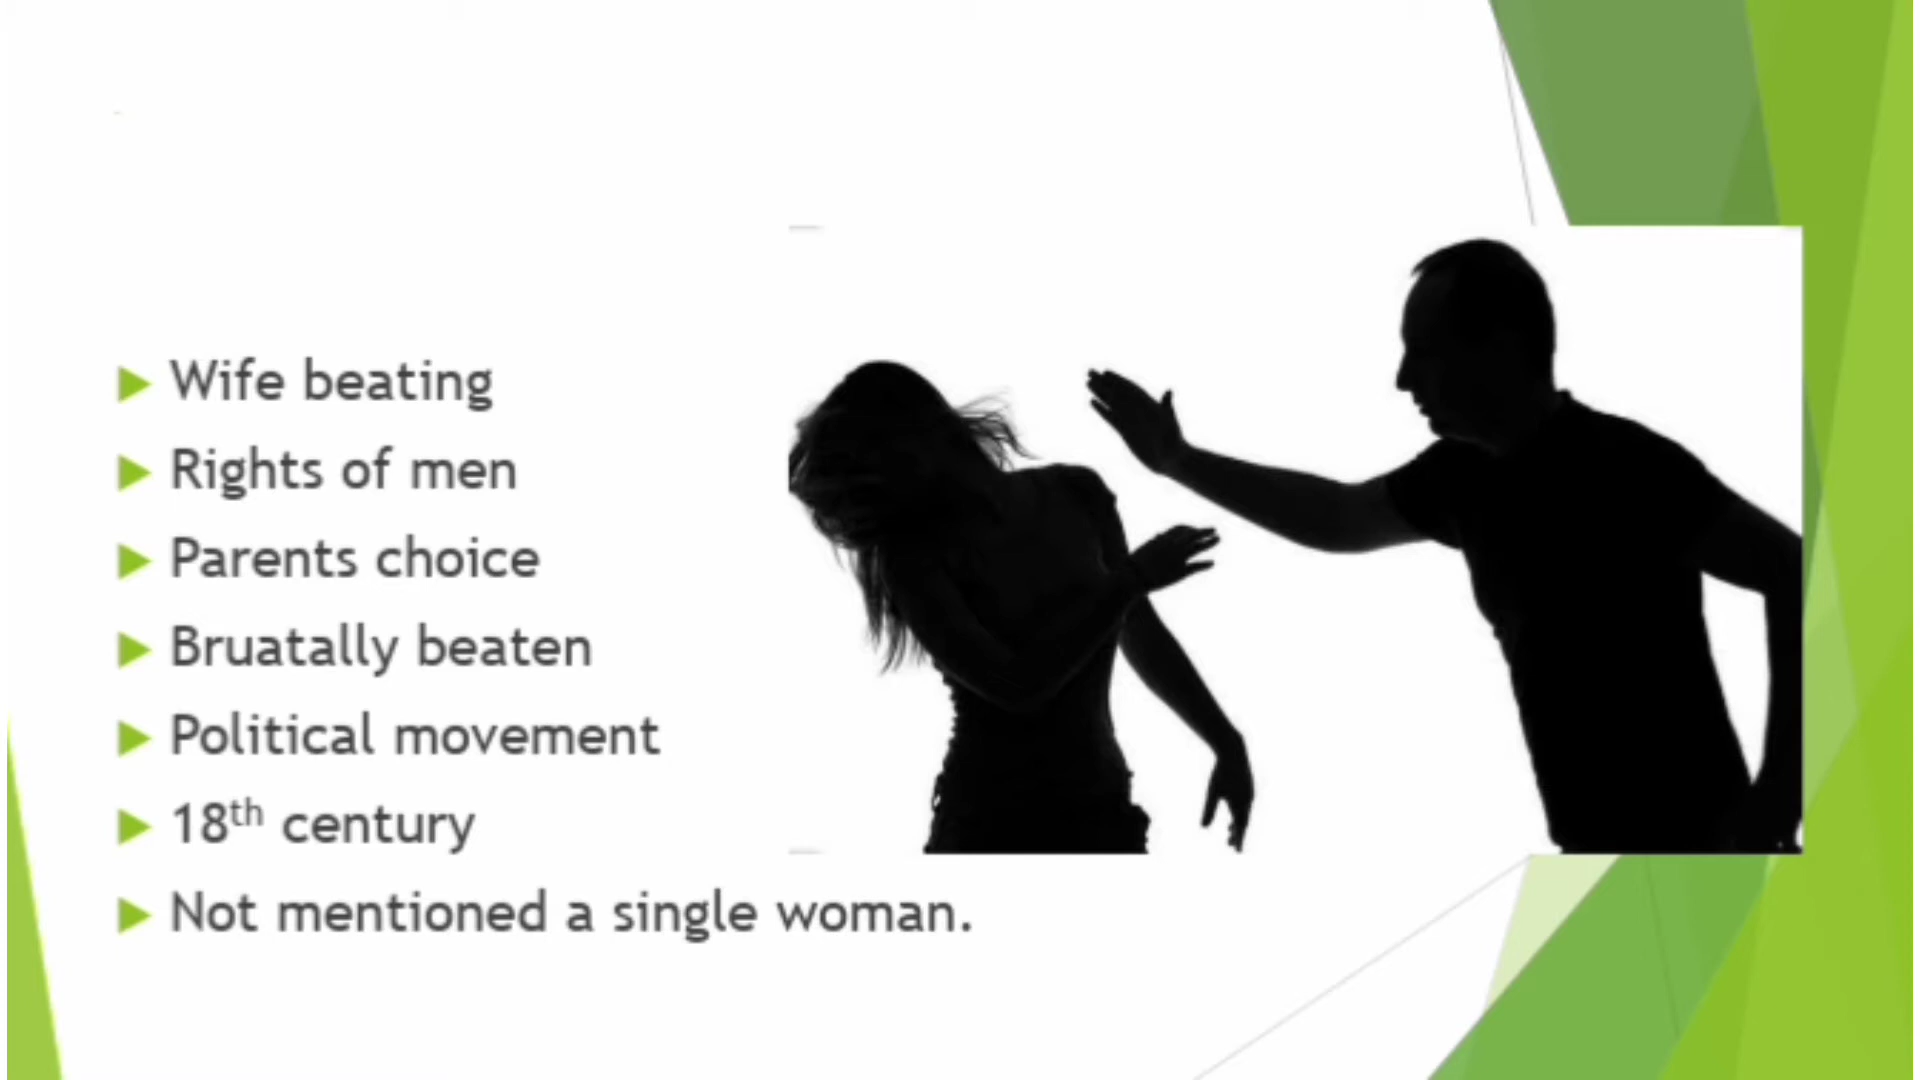 Wife beating
Rights of men
Parents choice
Bruatally beaten
Political movement
18th century
Not mentioned a single woman.